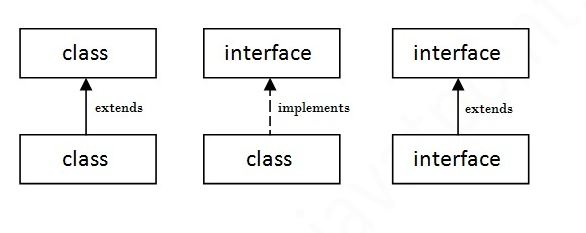 class interface interface
extends implements extends
class class interface